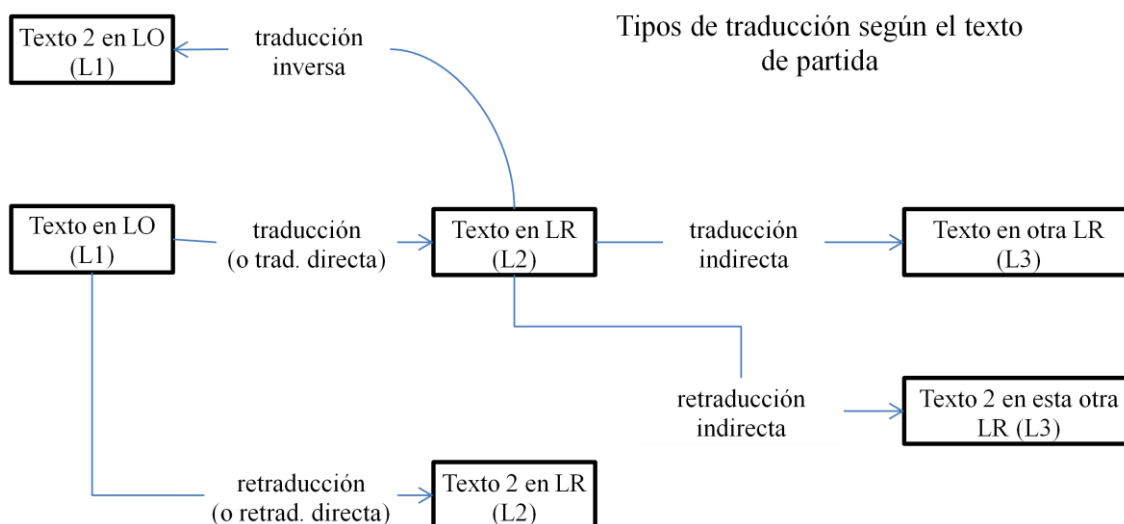 Tipos de traducción según el texto
de partida
Texto 2 en LO
(L1)
traducción
inversa
Texto en LO
(L1)
traducción
(o trad. directa)
Texto en LR
(L2)
traducción
indirecta
Texto en otra LR
(L3)
retraducción
indirecta
Texto 2 en esta otra
LR (L3)
retraducción
(o retrad. directa)
Texto 2 en LR
(L2)